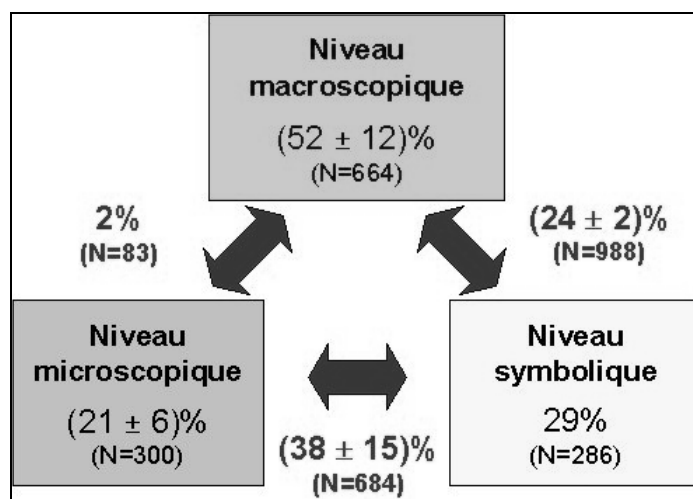 Niveau
macroscopique
(52 ± 12)%
(N=664)
2%
(N=83)
(24 ± 2)%
(N=988)
Niveau
microscopique
(21 ± 6)%
(N=300)
(38 ± 15)%
(N=684)
Niveau
symbolique
29%
(N=286)